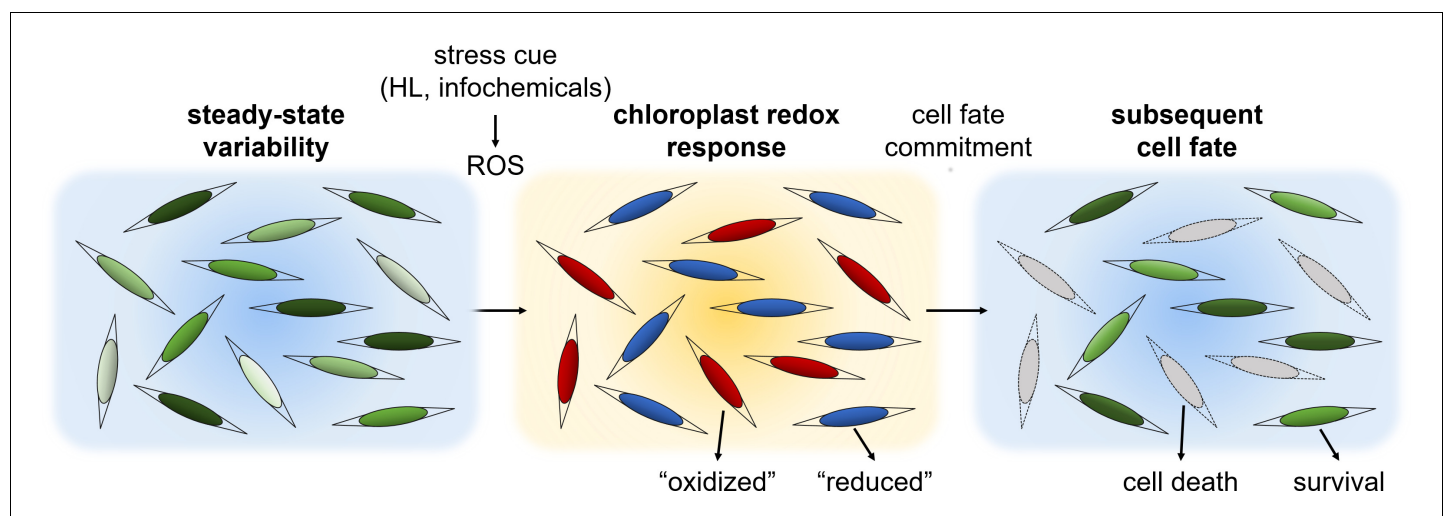 stress cue
(HL, infochemicals)
ROS
steady-state
variability
chloroplast redox
response
cell fate
commitment
subsequent
cell fate
“oxidized”
“reduced”
cell death
survival